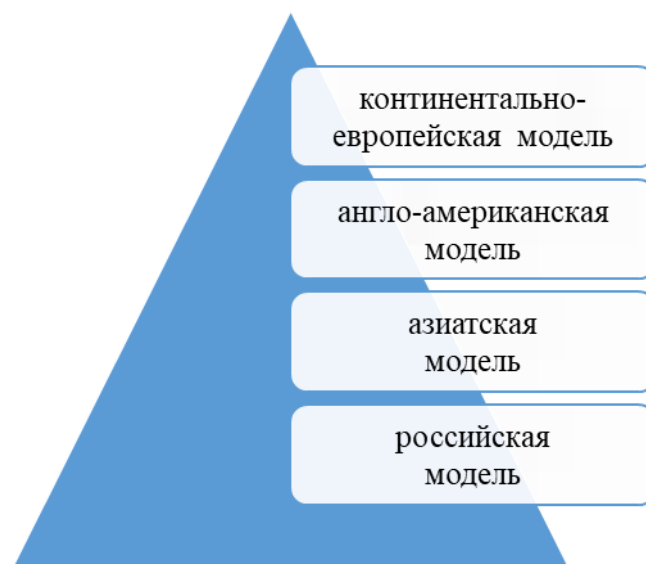 континентально-
европейская модель
англо-американская
модель
азиатская
модель
российская
модель